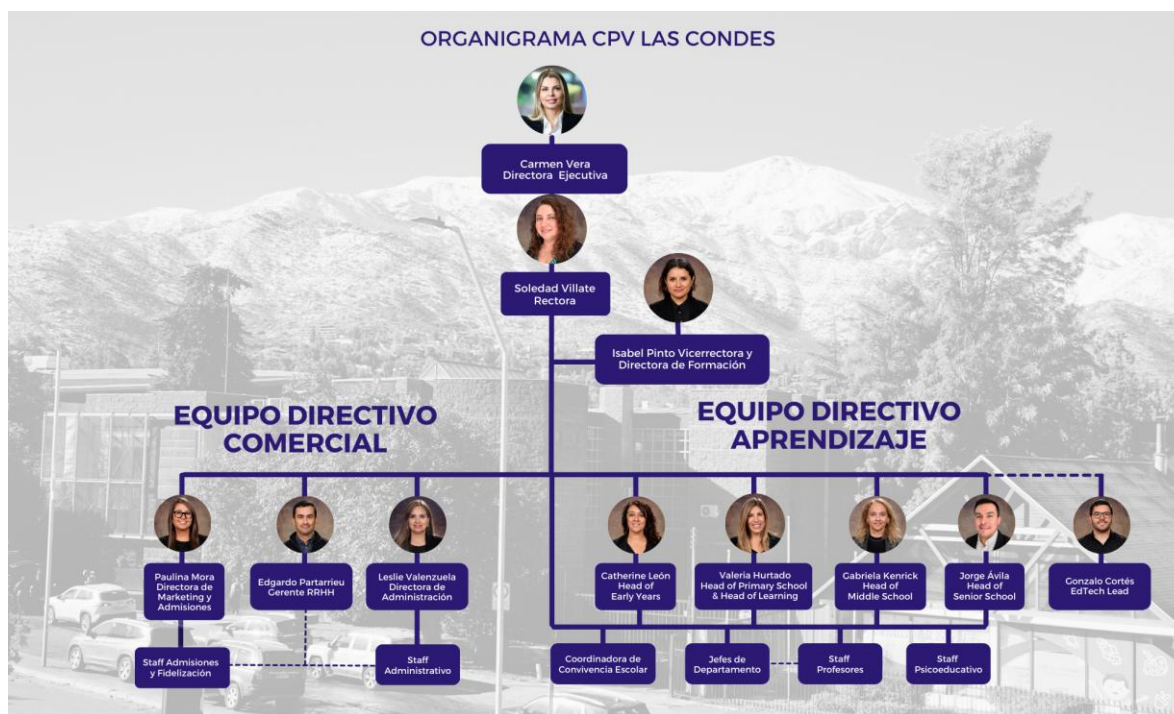 ORGANIGRAMA CPV LAS CONDES
Carmen Vera
Directora Ejecutiva
Soledad Villate
Rectora
Isabel Pinto Vicerrectora y
Directora de Formación
EQUIPO DIRECTIVO
COMERCIAL
EQUIPO DIRECTIVO
APRENDIZAJE
Paulina Mora
Directora de
Marketing y
Admisiones
Edgardo Partarrieu
Gerente RRHH
Leslie Valenzuela
Directora de
Administración
Catherine León
Head of
Early Years
Valeria Hurtado
Head of Primary School
& Head of Learning
Gabriela Kenrick
Head of
Middle School
Jorge Ávila
Head of
Senior School
Gonzalo Cortés
EdTech Lead
Staff Admisiones
y Fidelización
Staff
Administrativo
Coordinadora de
Convivencia Escolar
Jefes de
Departamento
Staff
Profesores
Staff
Psicoeducativo